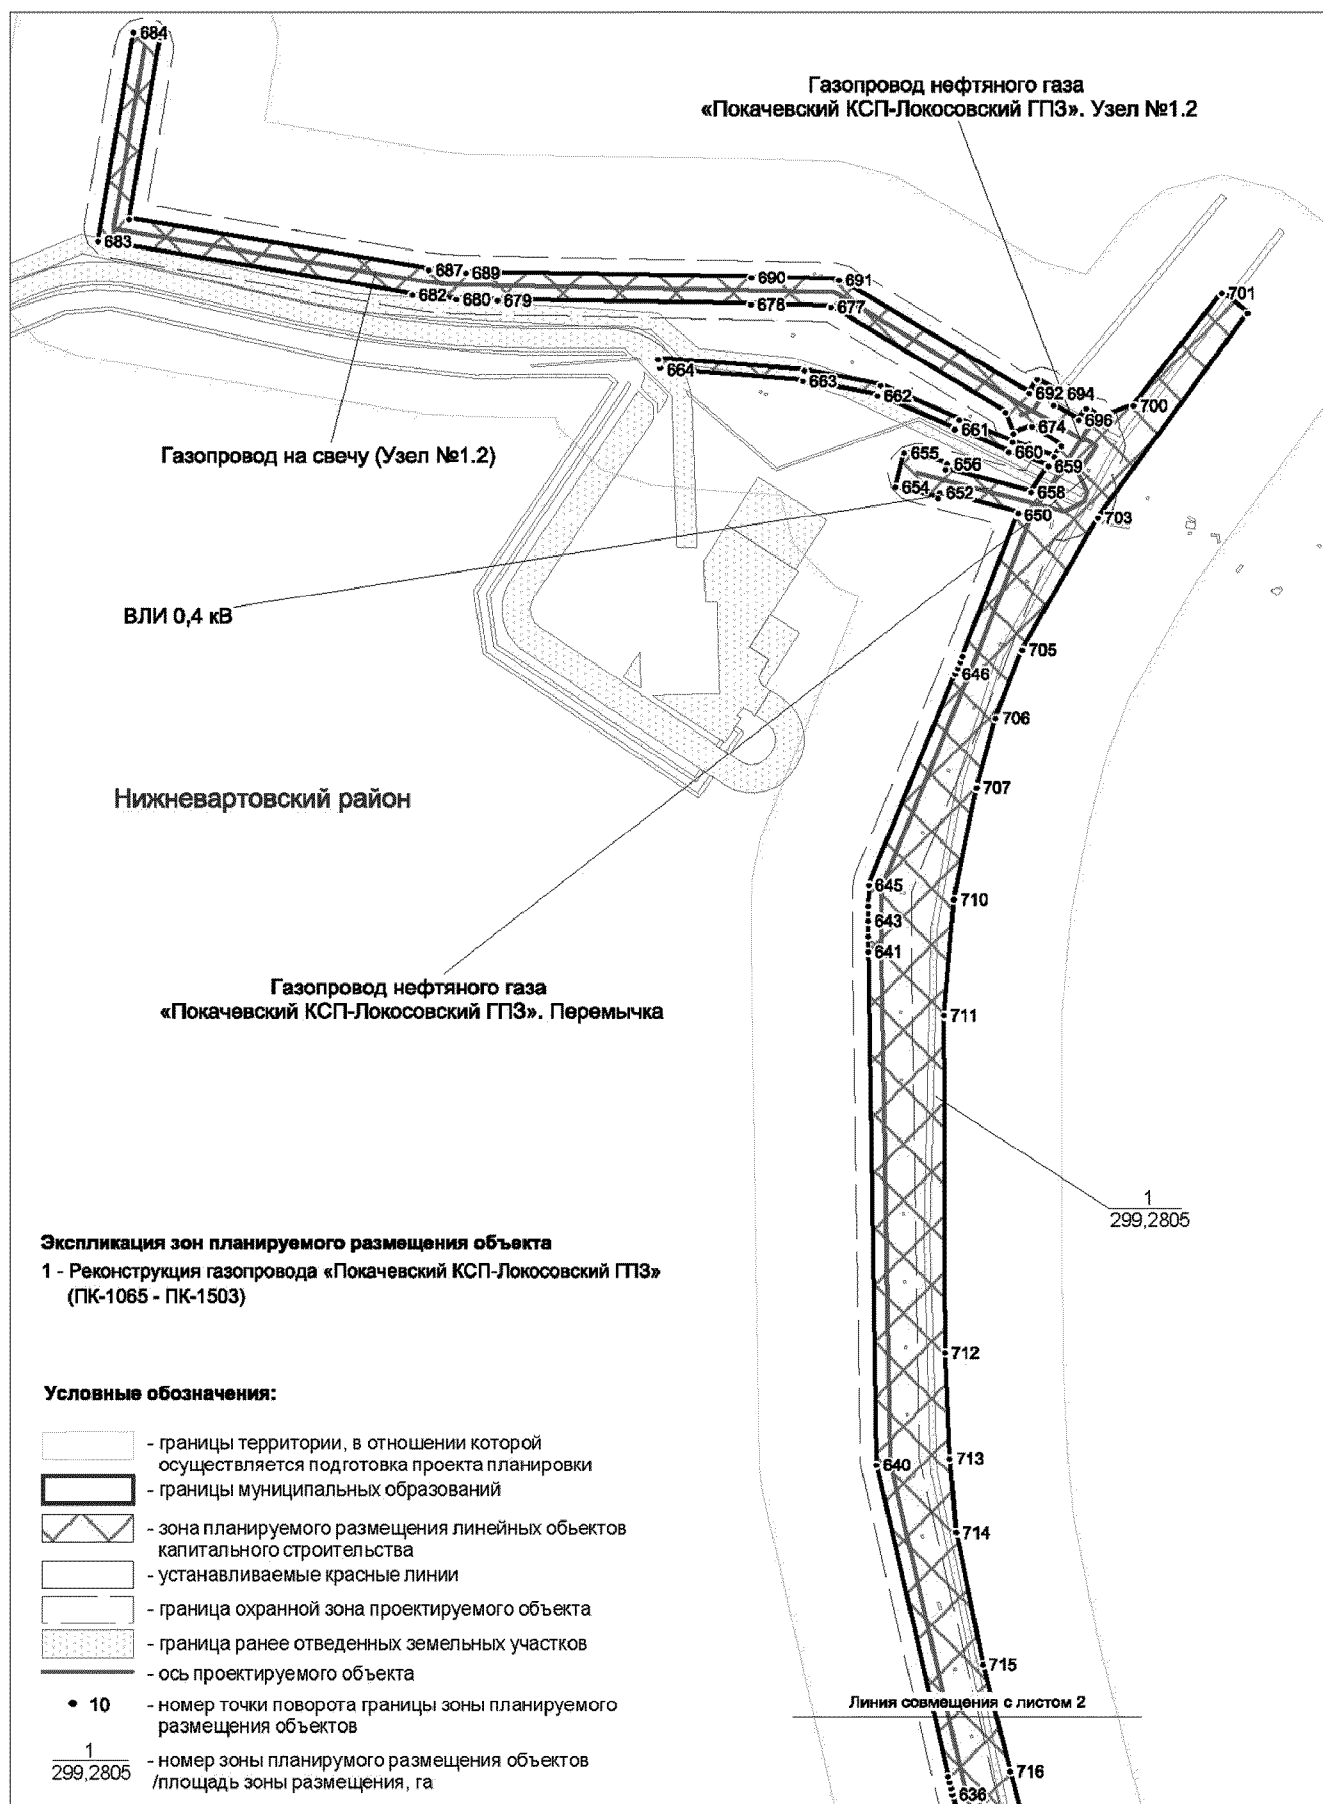 684
Газопровод нефтяного газа
«Покачевский КСП-Локосовский ГПЗ». Узел №1.2
683
687
689
690
691
701
682
680
679
678
677
692
694
700
664
663
662
696
674
661
660
659
Газопровод на свечу (Узел №1.2)
655
656
654
652
658
650
703
ВЛИ 0,4 кВ
705
646
706
707
Нижневартовский район
645
710
643
641
Газопровод нефтяного газа
«Покачевский КСП-Локосовский ГПЗ». Перемычка
711
1
299,2805
Экспликация зон планируемого размещения объекта
1 - Реконструкция газопровода «Покачевский КСП-Локосовский ГПЗ»
(ПК-1065 - ПК-1503)
712
Условные обозначения:
- границы территории, в отношении которой
осуществляется подготовка проекта планировки
713
640
- границы муниципальных образований
- зона планируемого размещения линейных обьектов
капитального строительства
714
- устанавливаемые красные линии
- граница охранной зона проектируемого объекта
- граница ранее отведенных земельных участков
715
- ось проектируемого объекта
10 - номер точки поворота границы зоны планируемого
размещения объектов
Линия совмещения с листом 2
1
299,2805
- номер зоны планирумого размещения объектов
/площадь зоны размещения, га
716
636